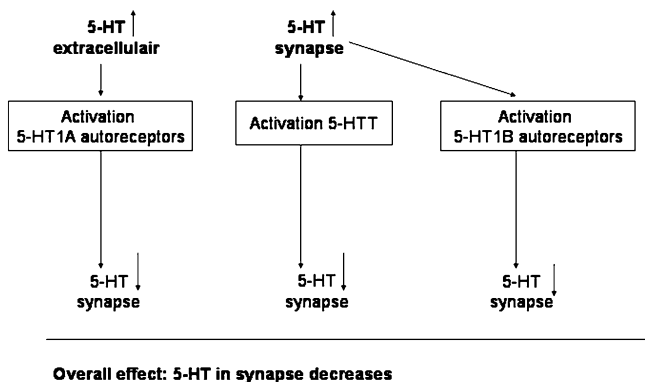 5-HT
extracellulair
5-HT
synapse
Activation
5-HT1A autoreceptors
Activation 5-HTT
Activation
5-HT1B autoreceptors
5-HT
synapse
5-HT
synapse
5-HT
synapse
Overall effect: 5-HT in synapse decreases